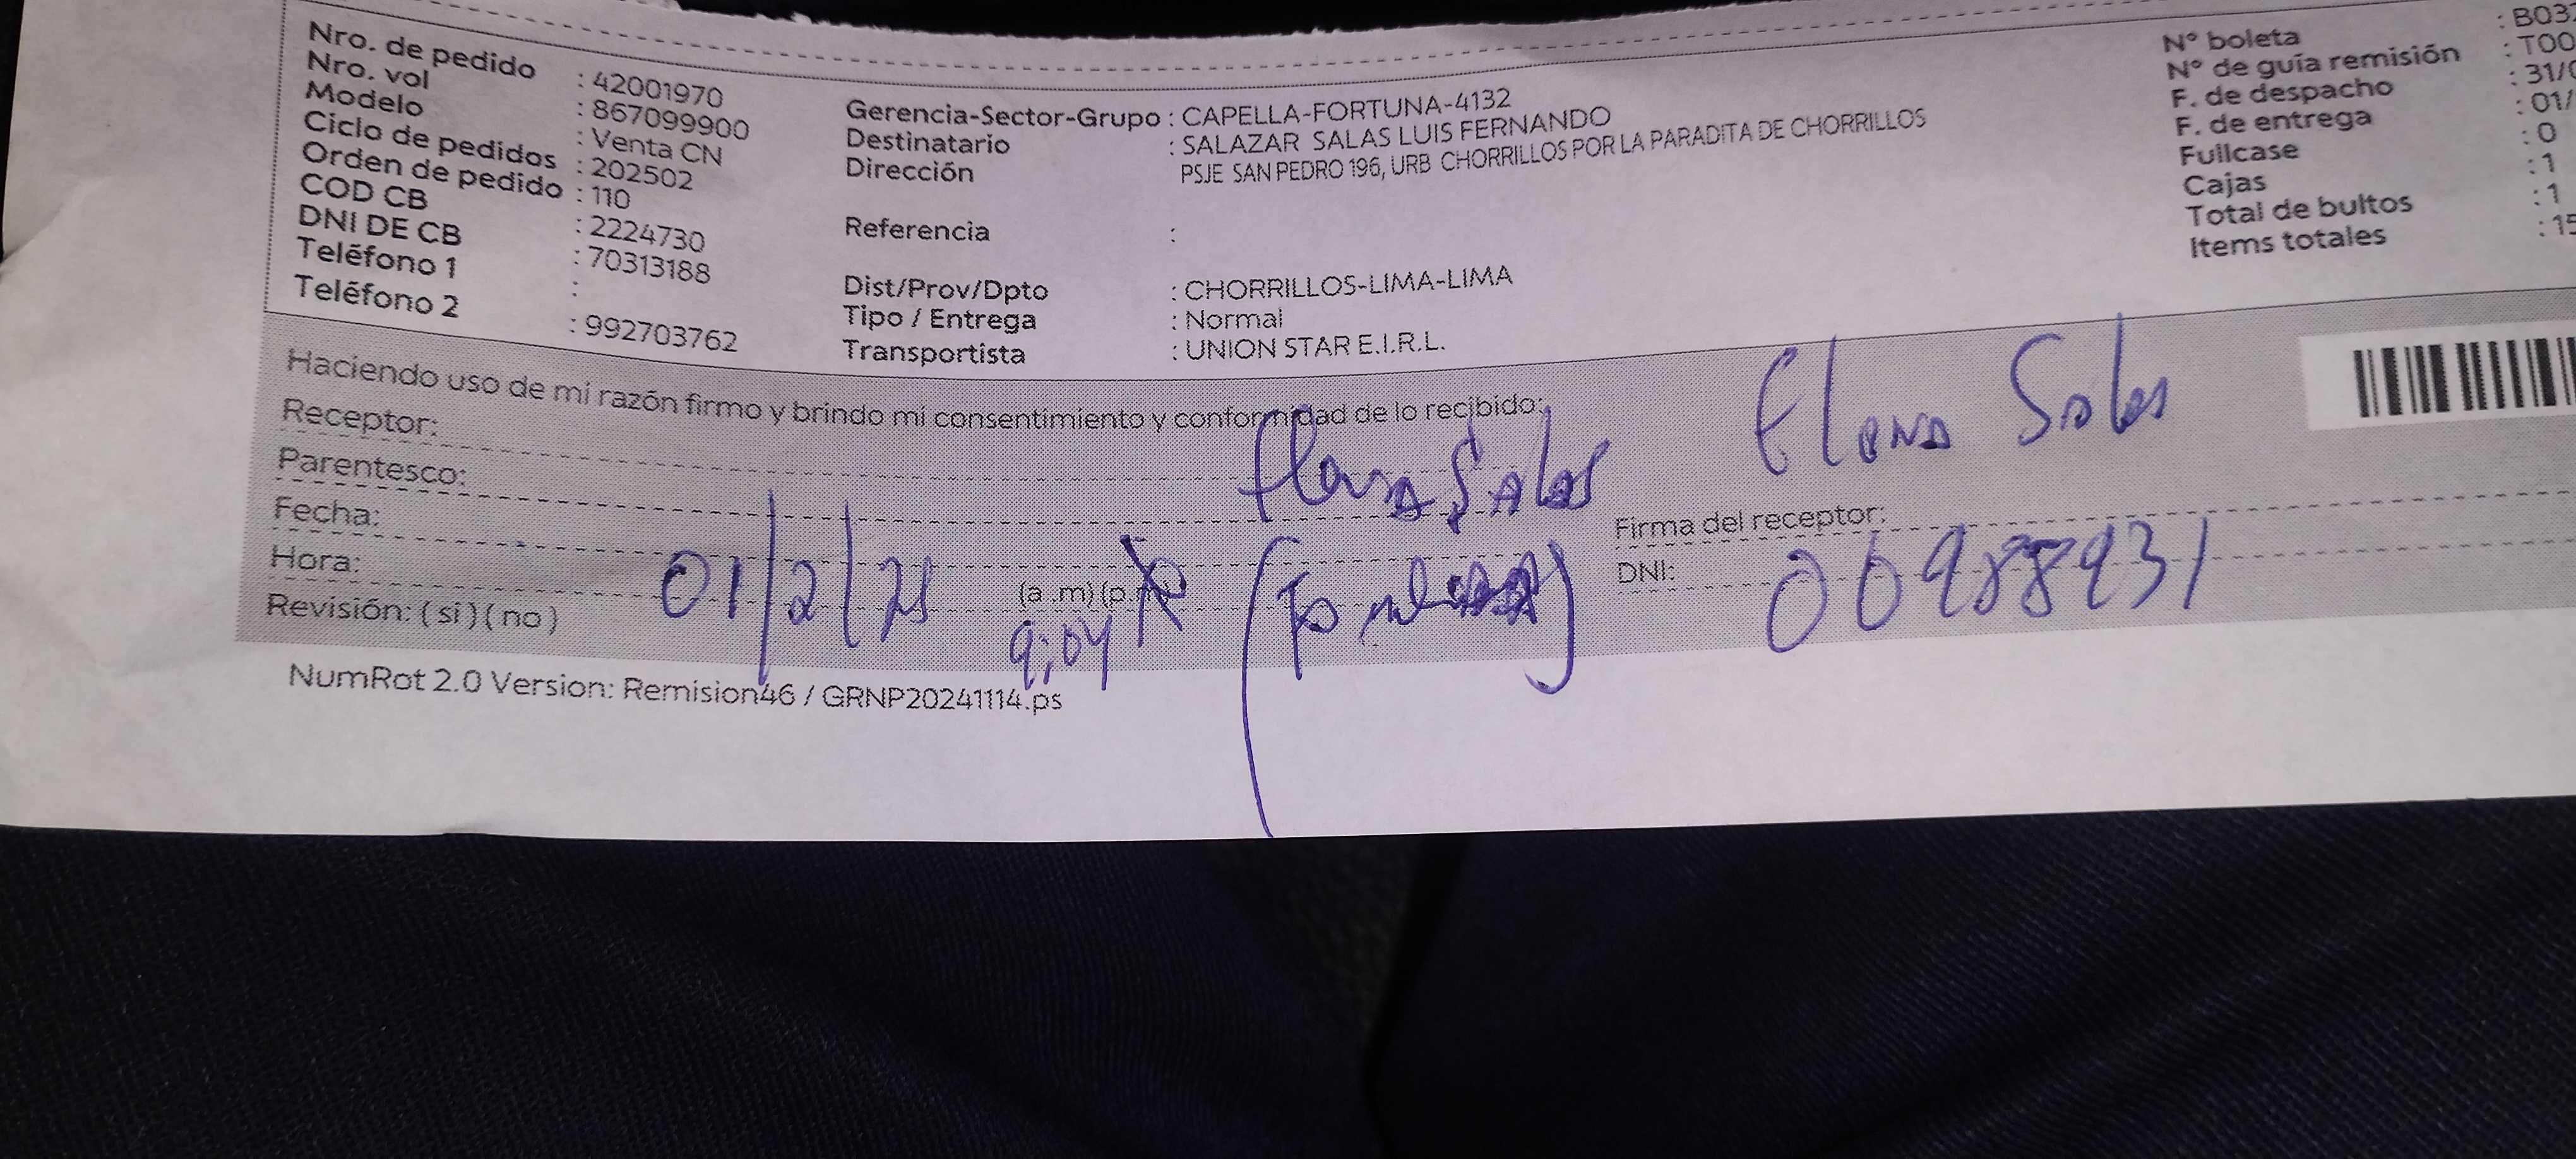 Nro. de pedido : 42001970
Nro. vol : 867099900
Modelo : Venta CN
Ciclo de pedidos : 202502
Orden de pedido : 110
COD CB : 2224730
DNI DE CB : 70313188
Teléfono 1 :
Teléfono 2 : 992703762
Gerencia-Sector-Grupo : CAPELLA-FORTUNA-4132
Destinatario : SALAZAR SALAS LUIS FERNANDO
Dirección PSJE SAN PEDRO 196, URB CHORRILLOS POR LA PARADITA DE CHORRILLOS
Referencia :
Dist/Prov/Dpto : CHORRILLOS-LIMA-LIMA
Tipo / Entrega : Normal
Transportista : UNION STAR E.I.R.L.
N° boleta : B03
N° de guía remisión : T00
F. de despacho : 31/
F. de entrega : 01/
Fullcase : 0
Cajas : 1
Total de bultos : 1
Items totales : 15
Haciendo uso de mi razón firmo y brindo mi consentimiento y conformidad de lo recibido:
Receptor: Elena Salas
Parentesco:
Fecha: 01/2/25
Hora: 9:04 (a .m) (p.m)
Revisión: ( si ) ( no )
Elena Salas
Firma del receptor:
DNI: 00988931
NumRot 2.0 Version: Remision46 / GRNP20241114.ps